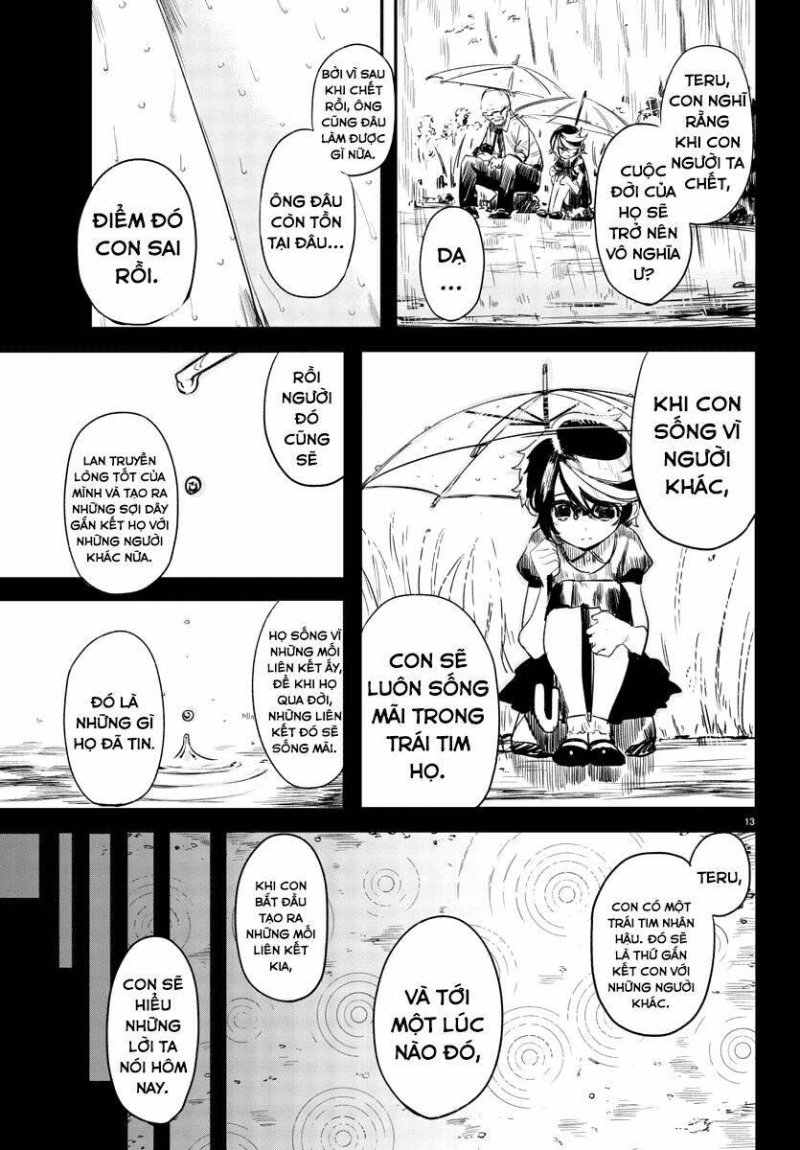 TERU,
CON NGHĨ
RẰNG
KHI CON
NGƯỜI TA
CHẾT,
CUỘC
ĐỜI CỦA
HỌ SẼ
TRỞ NÊN
VÔ NGHĨA
Ư?
DẠ
...
BỞI VÌ SAU
KHI CHẾT
RỒI, ÔNG
CŨNG ĐÂU
LÀM ĐƯỢC
GÌ NỮA.
ÔNG ĐÂU
CÒN TỒN
TẠI ĐÂU...
ĐIỂM ĐÓ
CON SAI
RỒI.
KHI CON
SỐNG VÌ
NGƯỜI
KHÁC,
CON SẼ
LUÔN SỐNG
MÃI TRONG
TRÁI TIM
HỌ.
RỒI
NGƯỜI
ĐÓ
CŨNG
SẼ
LAN TRUYỀN
LÒNG TỐT CỦA
MÌNH VÀ TẠO RA
NHỮNG SỢI DÂY
GẮN KẾT HỌ VỚI
NHỮNG NGƯỜI
KHÁC NỮA.
HỌ SỐNG VÌ
NHỮNG MỐI
LIÊN KẾT ẤY,
ĐỂ KHI HỌ
QUA ĐỜI,
NHỮNG LIÊN
KẾT ĐÓ SẼ
SỐNG MÃI.
ĐÓ LÀ
NHỮNG GÌ
HỌ ĐÃ TIN.
13
TERU,
CON CÓ MỘT
TRÁI TIM NHÂN
HẬU. ĐÓ SẼ
LÀ THỨ GẮN
KẾT CON VỚI
NHỮNG NGƯỜI
KHÁC.
VÀ TỚI
MỘT LÚC
NÀO ĐÓ,
KHI CON
BẮT ĐẦU
TẠO RA
NHỮNG MỐI
LIÊN KẾT
KIA,
CON SẼ
HIỂU
NHỮNG
LỜI TA
NÓI HÔM
NAY.